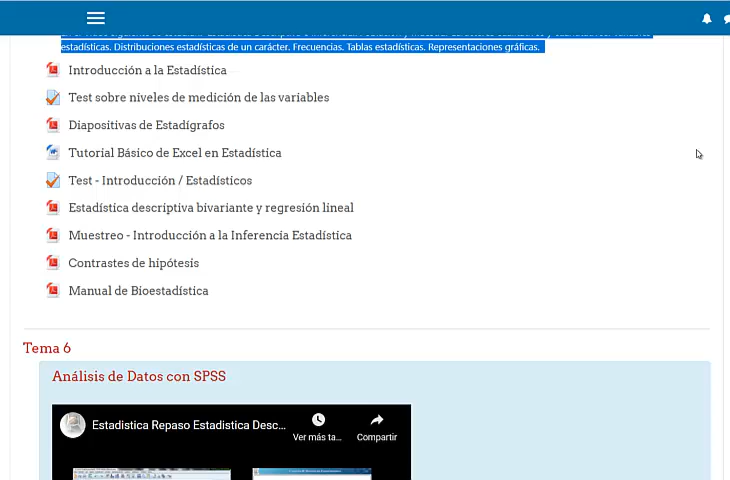 estadísticas. Distribuciones estadísticas de un carácter. Frecuencias. Tablas estadísticas. Representaciones gráficas.
Introducción a la Estadística
Test sobre niveles de medición de las variables
Diapositivas de Estadígrafos
Tutorial Básico de Excel en Estadística
Test - Introducción / Estadísticos
Estadística descriptiva bivariante y regresión lineal
Muestreo - Introducción a la Inferencia Estadística
Contrastes de hipótesis
Manual de Bioestadística
Tema 6
Análisis de Datos con SPSS
Estadistica Repaso Estadistica Desc...
Ver más ta...
Compartir